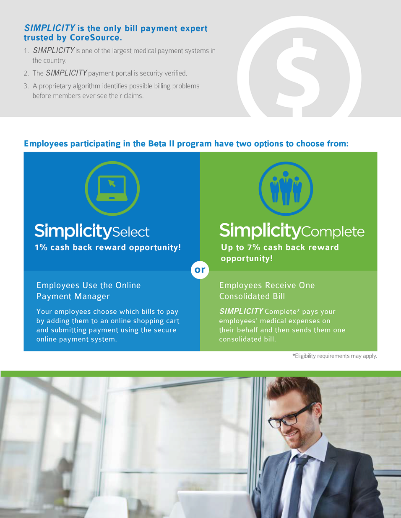 SIMPLICITY is the only bill payment expert
trusted by CoreSource.
1. SIMPLICITY is one of the largest medical payment systems in
the country.
2. The SIMPLICITY payment portal is security verified.
3. A proprietary algorithm identifies possible billing problems
before members ever see their claims.
$
Employees participating in the Beta II program have two options to choose from:
SimplicitySelect
1% cash back reward opportunity!
Employees Use the Online
Payment Manager
Your employees choose which bills to pay
by adding them to an online shopping cart
and submitting payment using the secure
online payment system.
or
SimplicityComplete
Up to 7% cash back reward
opportunity!
Employees Receive One
Consolidated Bill
SIMPLICITY Complete* pays your
employees' medical expenses on
their behalf and then sends them one
consolidated bill.
*Eligibility requirements may apply.